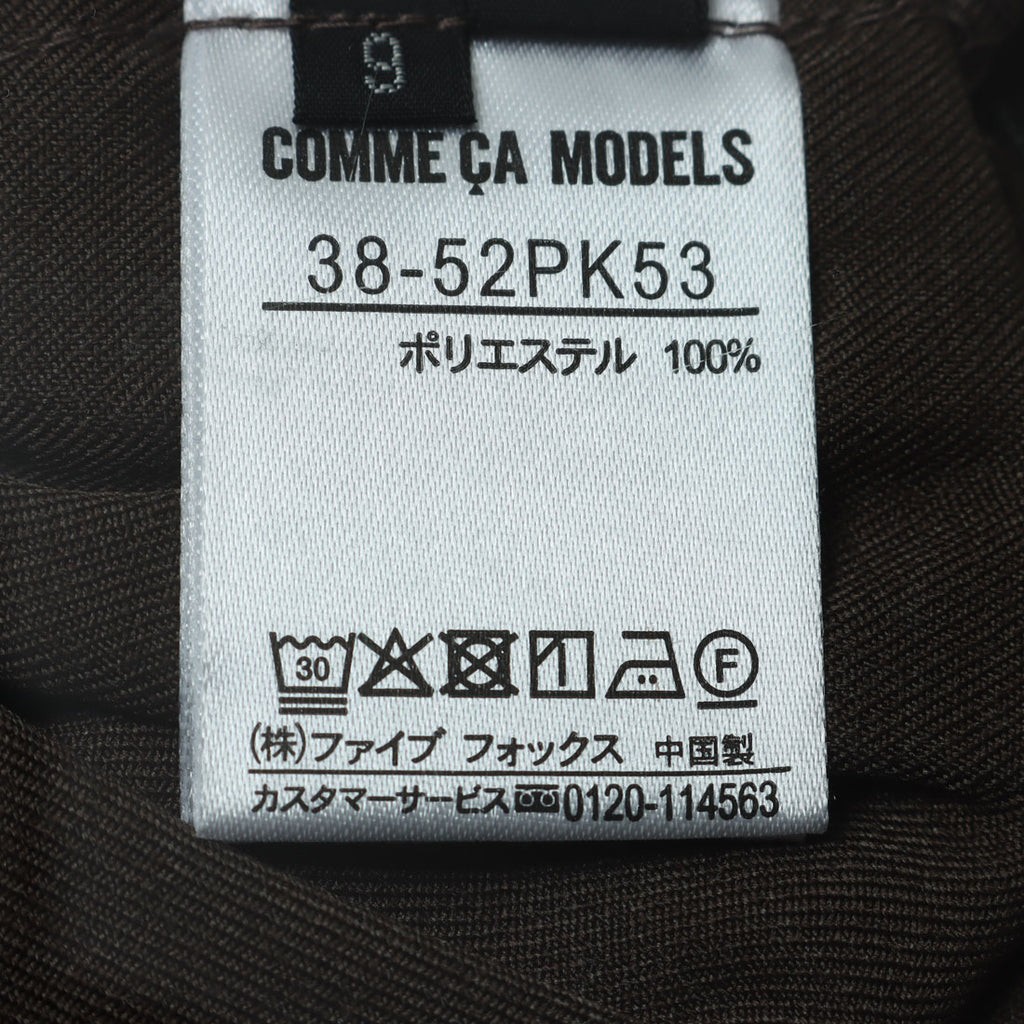 9
COMME ÇA MODELS
38-52PK53
ポリエステル 100%
30 F
(株)ファイブ フォックス 中国製
カスタマーサービス 0120-114563